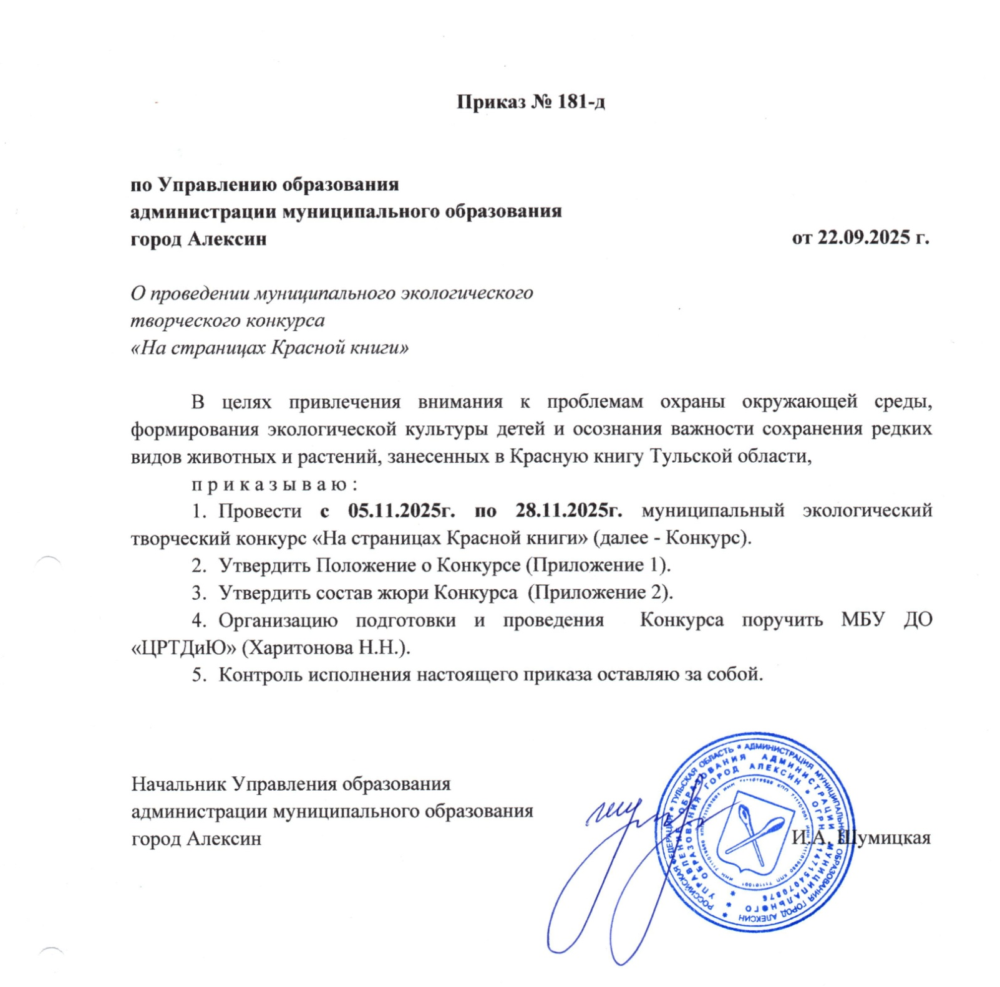 Приказ № 181-д
по Управлению образования
администрации муниципального образования
город Алексин
от 22.09.2025 г.
О проведении муниципального экологического
творческого конкурса
«На страницах Красной книги»
В целях привлечения внимания к проблемам охраны окружающей среды,
формирования экологической культуры детей и осознания важности сохранения редких
видов животных и растений, занесенных в Красную книгу Тульской области,
п р и к а з ы в а ю :
1. Провести с 05.11.2025г. по 28.11.2025г. муниципальный экологический
творческий конкурс «На страницах Красной книги» (далее - Конкурс).
2. Утвердить Положение о Конкурсе (Приложение 1).
3. Утвердить состав жюри Конкурса (Приложение 2).
4. Организацию подготовки и проведения Конкурса поручить МБУ ДО
«ЦРТДиЮ» (Харитонова Н.Н.).
5. Контроль исполнения настоящего приказа оставляю за собой.
Начальник Управления образования
администрации муниципального образования
город Алексин
И.А. Шумицкая
РОССИЙСКАЯ ФЕДЕРАЦИЯ * ТУЛЬСКАЯ ОБЛАСТЬ * АДМИНИСТРАЦИЯ МУНИЦИПАЛЬНОГО ОБРАЗОВАНИЯ ГОРОД АЛЕКСИН *
УПРАВЛЕНИЕ ОБРАЗОВАНИЯ АДМИНИСТРАЦИИ МУНИЦИПАЛЬНОГО *
ОБРАЗОВАНИЯ ГОРОД АЛЕКСИН * ОГРН 1147154070876 *